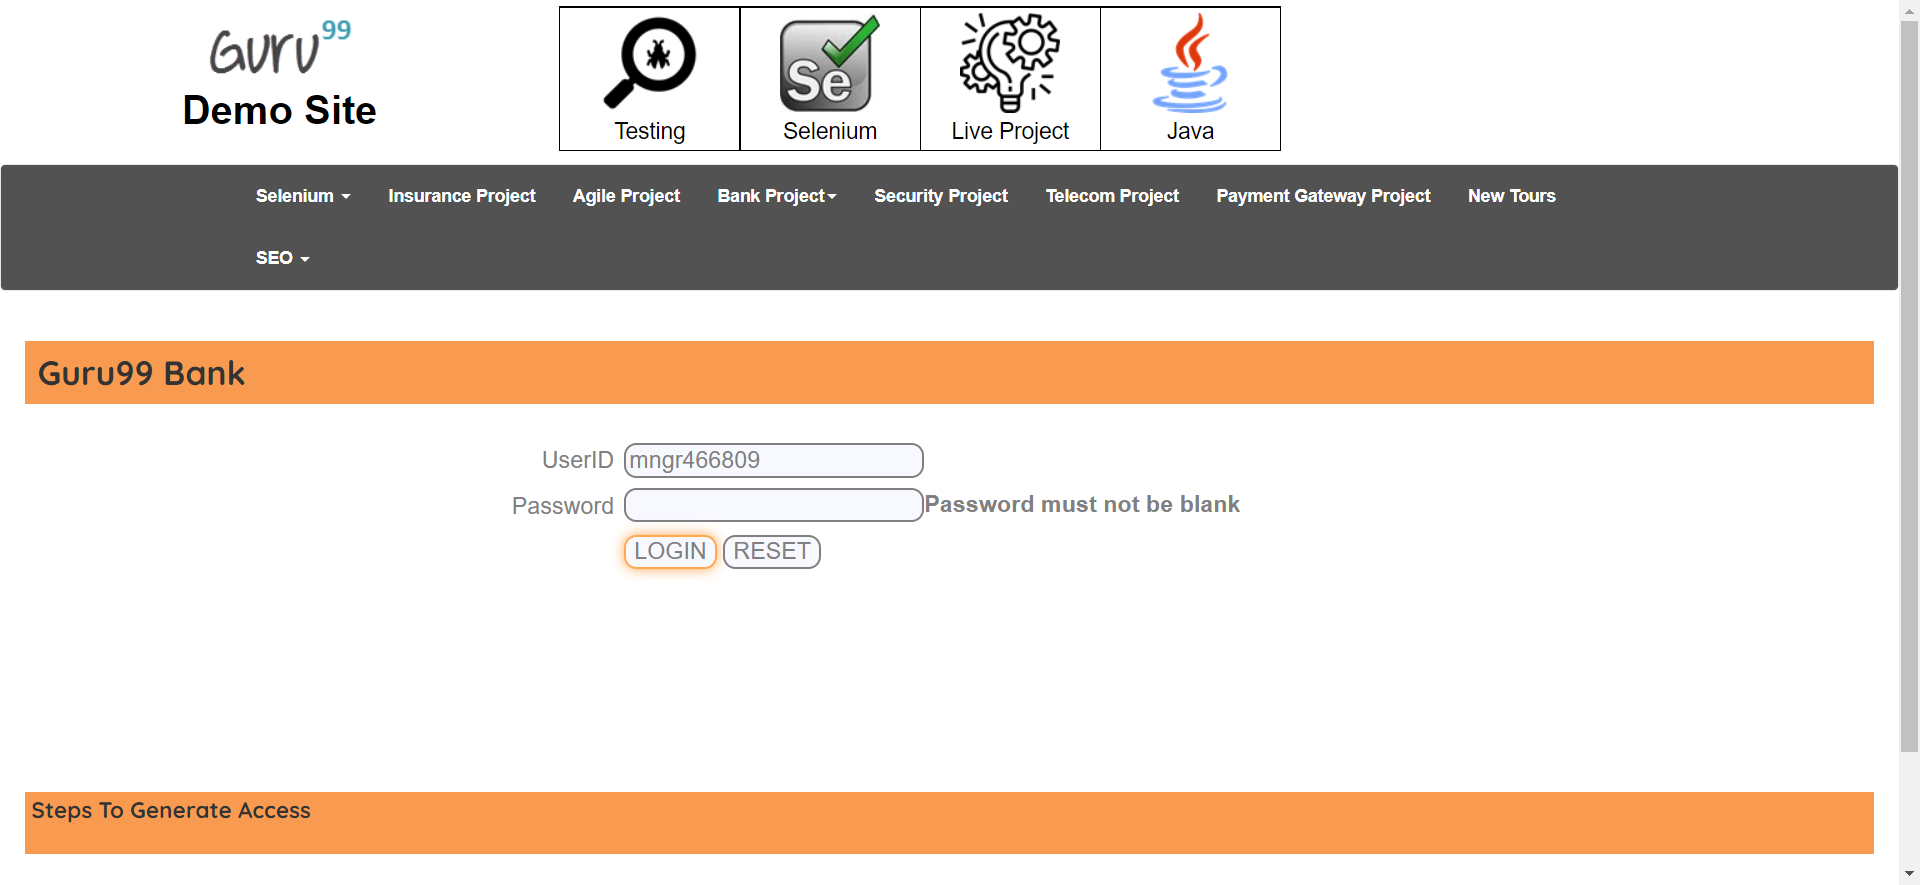 Guru99
Demo Site
Se
Testing
Selenium
Live Project
Java
Selenium
Insurance Project
Agile Project
Bank Project
Security Project
Telecom Project
Payment Gateway Project
New Tours
SEO
Guru99 Bank
UserID
mngr466809
Password
Password must not be blank
LOGIN
RESET
Steps To Generate Access